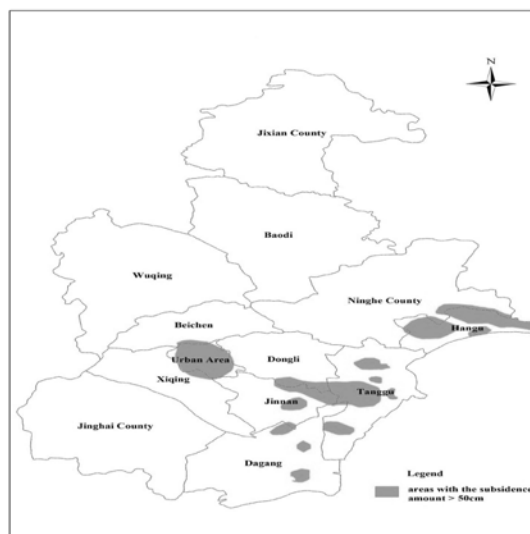 N
Jixian County
Baodi
Wuqing
Ninghe County
Beichen
Hangu
Urban Area
Dongli
Xiqing
Tanggu
Jinnan
Jinghai County
Dagang
Legend
areas with the subsidence
amount > 50cm